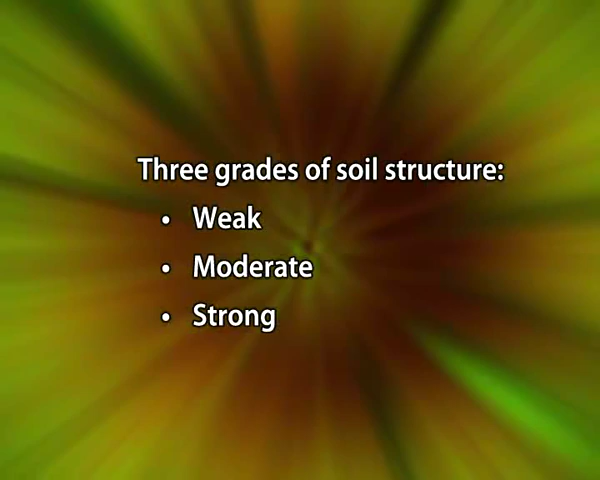 Three grades of soil structure:
• Weak
• Moderate
• Strong